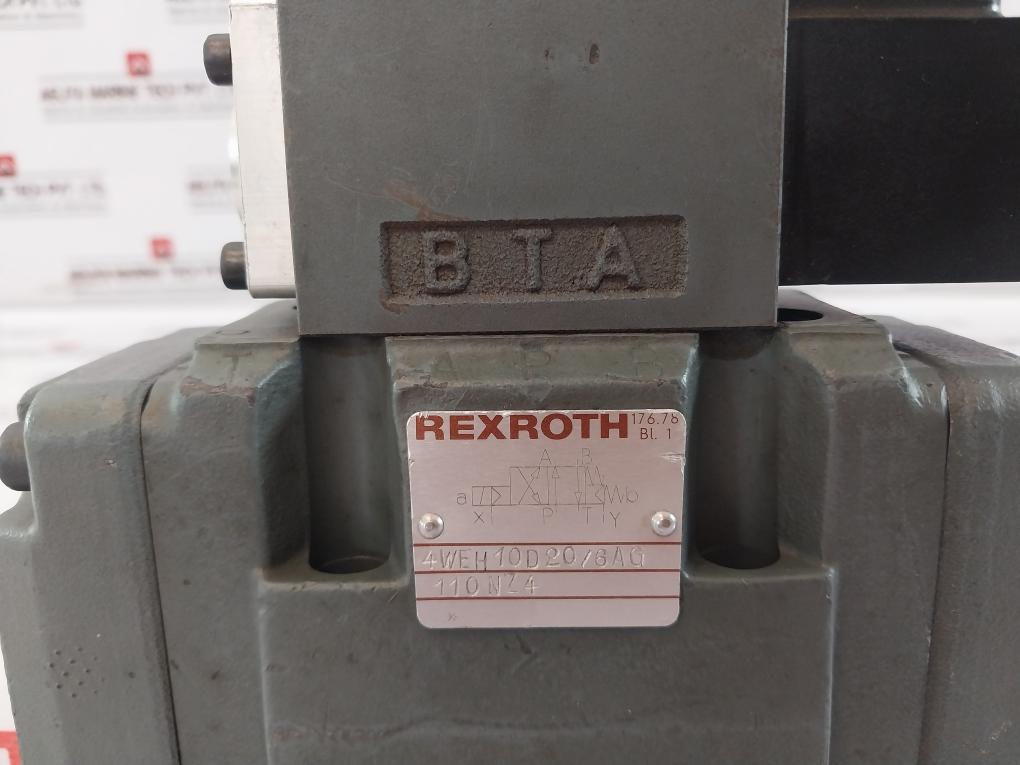 BTA
T A P B
REXROTH
176.78
Bl. 1
A B
a b
X P T Y
4WEH10D20/6AG
110NZ4